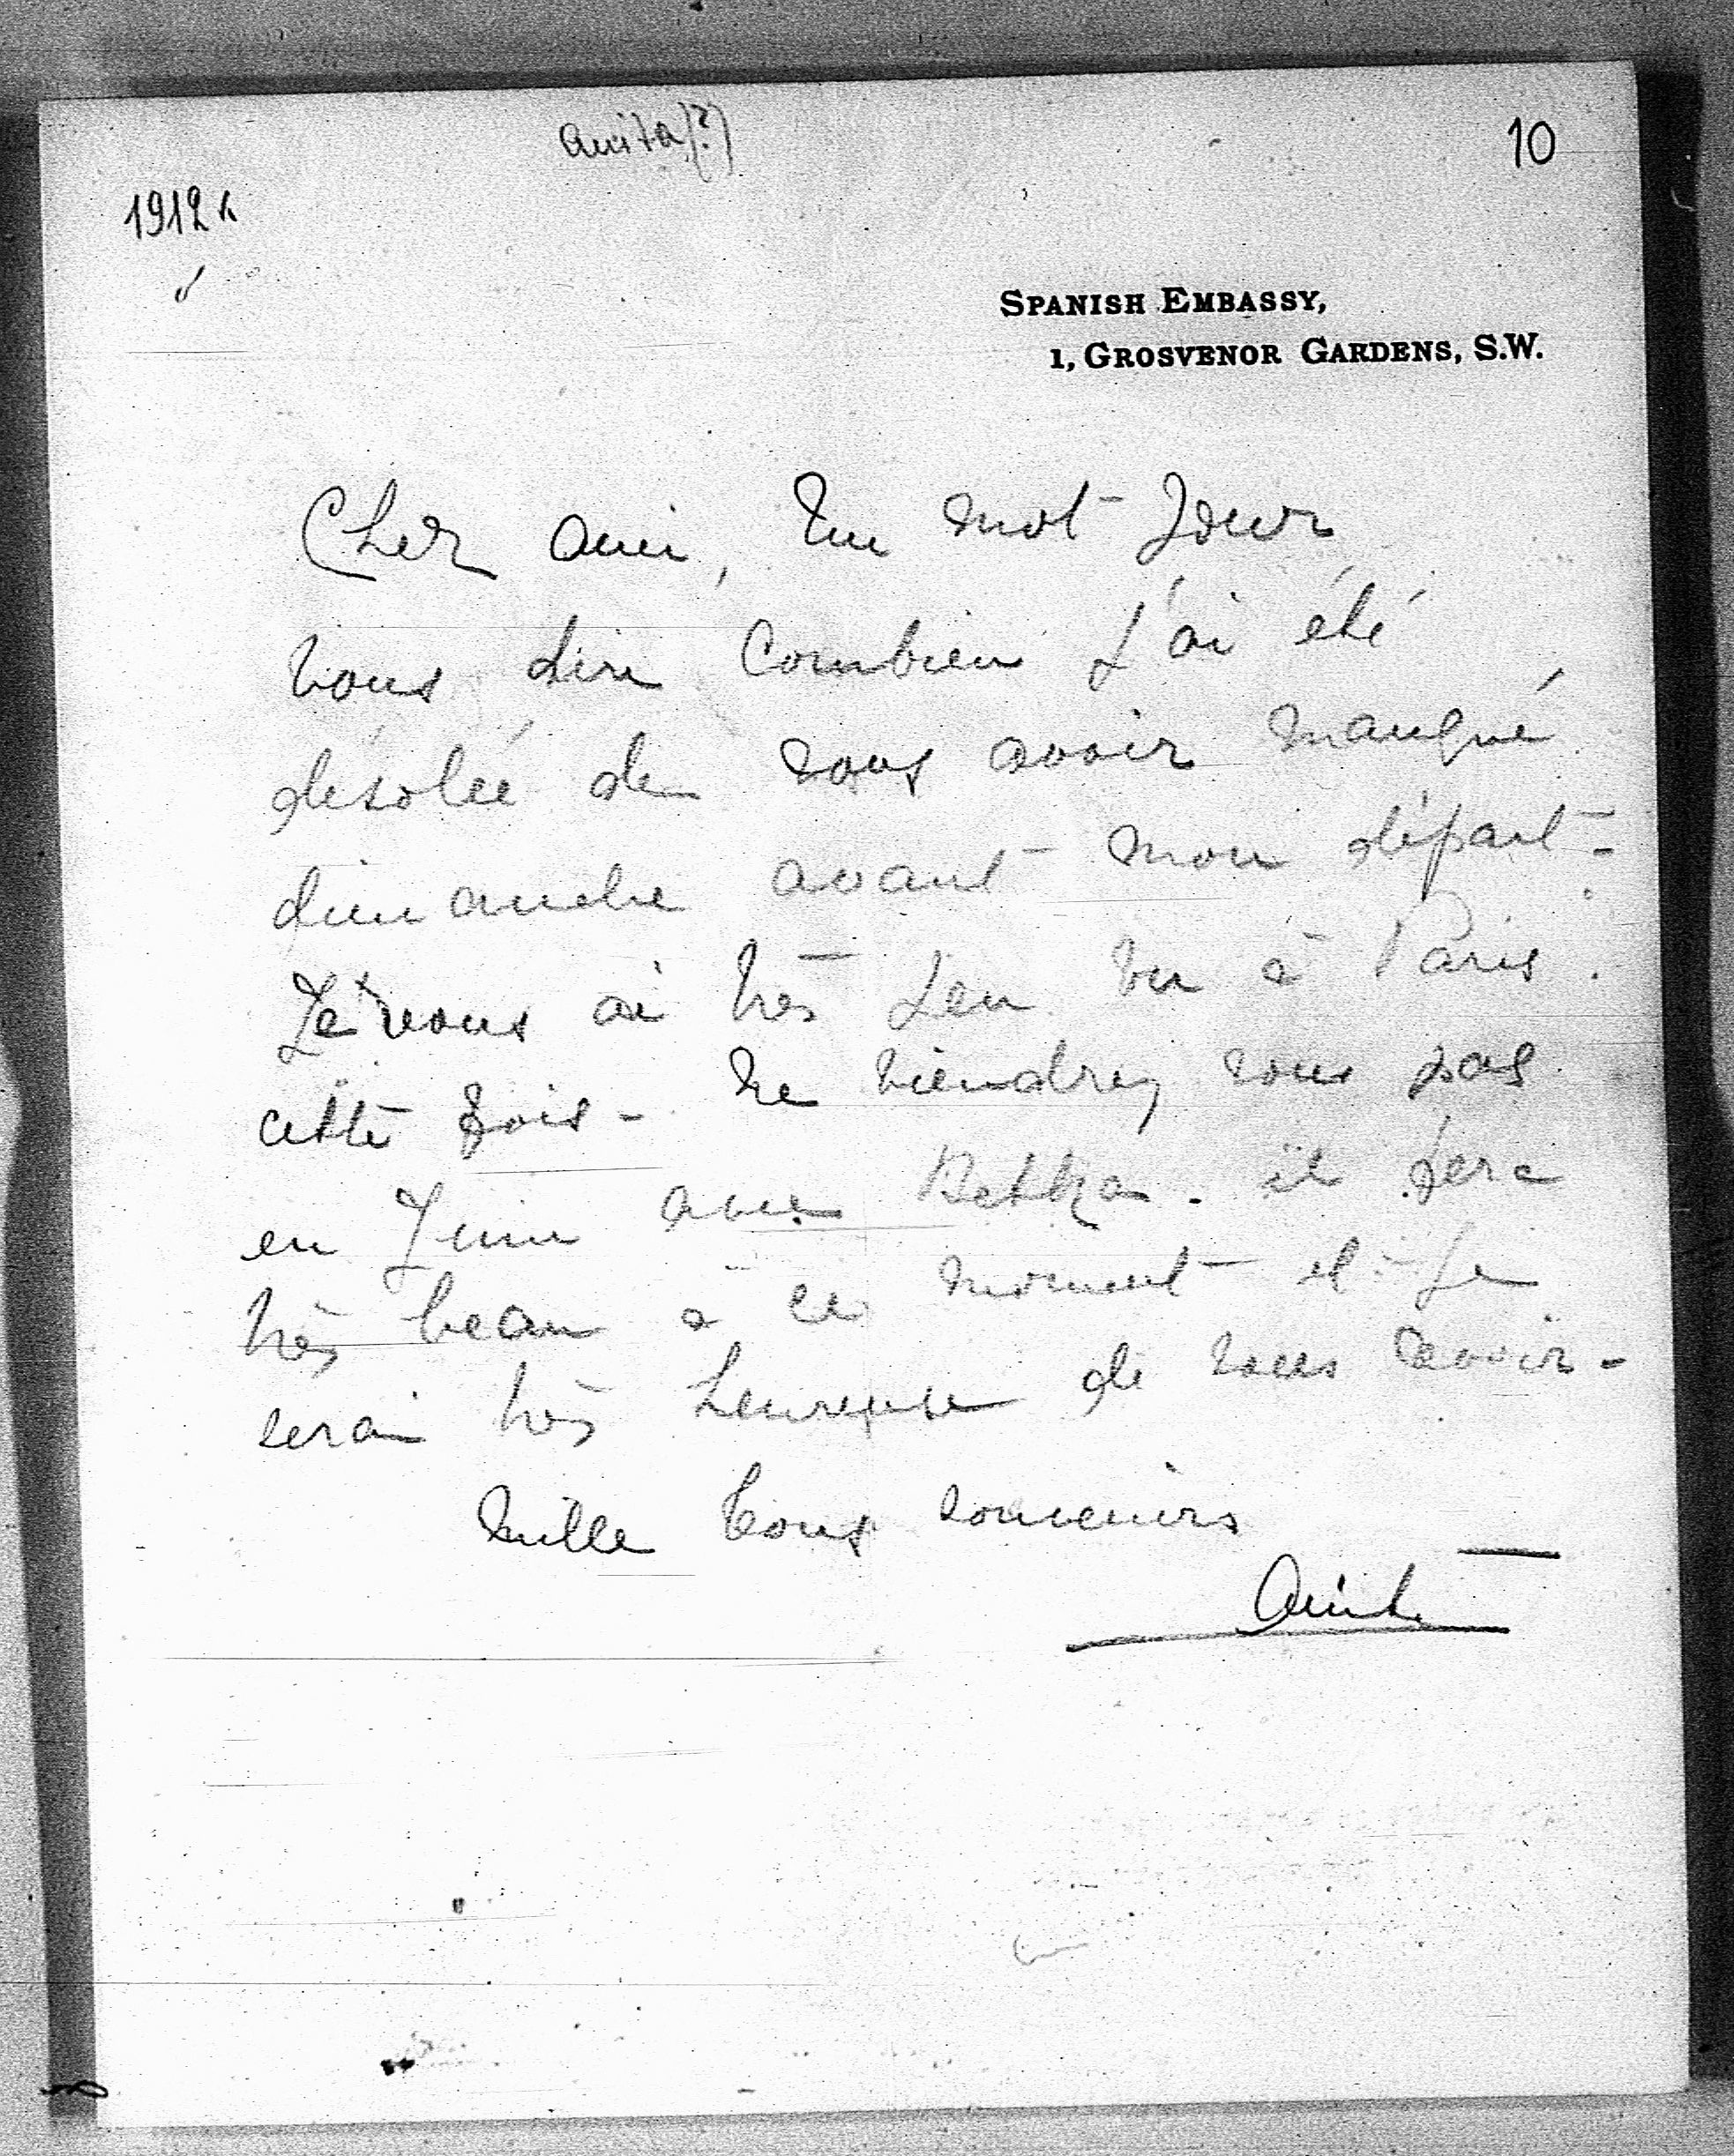 Anita (?)
10
1912 r.
SPANISH EMBASSY,
1, GROSVENOR GARDENS, S.W.
Cher ami, un mot pour
vous dire combien j'ai été
désolée de vous avoir manqué
dimanche avant mon départ -
Je vous ai très peu vu à Paris
cette fois - ne viendrez vous pas
en Juin avec Betka. il fera
très beau à ce moment et je
serai très heureuse de vous avoir -
mille bons souvenirs
Anita